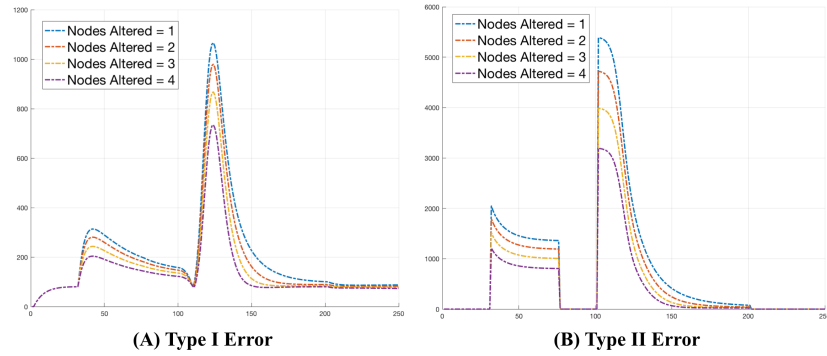 1200
1000
800
600
400
200
0
0 50 100 150 200 250
Nodes Altered = 1
Nodes Altered = 2
Nodes Altered = 3
Nodes Altered = 4
(A) Type I Error
6000
5000
4000
3000
2000
1000
0
0 50 100 150 200 25
Nodes Altered = 1
Nodes Altered = 2
Nodes Altered = 3
Nodes Altered = 4
(B) Type II Error